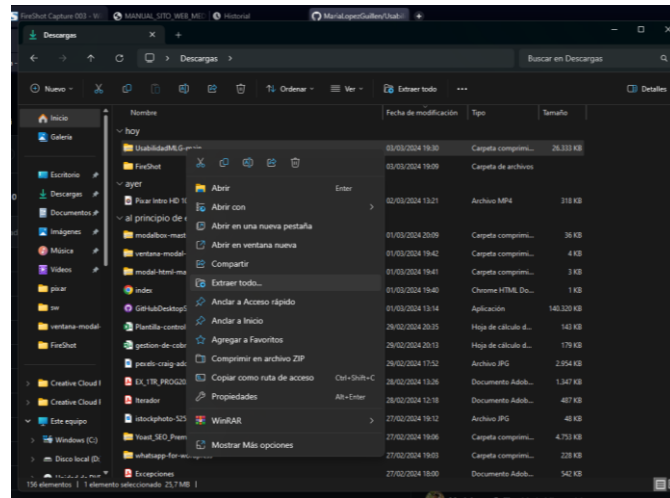 FireShot Capture 003 - Vi
MANUAL_SITO_WEB_ME
Historial
MariaLopezGuillen/Usabil
Descargas
Descargas
Buscar en Descargas
Nuevo
Ordenar
Ver
Extraer todo
Detalles
Inicio
Galería
Escritorio
Descargas
Documentos
Imágenes
Música
Vídeos
pixar
sw
ventana-modal-
FireShot
Creative Cloud F
Creative Cloud F
Este equipo
Windows (C:)
Disco local (D:
Nombre Fecha de modificación Tipo Tamaño
hoy
UsabilidadMLG-main 03/03/2024 19:30 Carpeta comprimi... 26.333 KB
FireShot 03/03/2024 19:09 Carpeta de archivos
ayer
Pixar Intro HD 10 02/03/2024 13:21 Archivo MP4 318 KB
al principio de e
modalbox-mast 01/03/2024 20:09 Carpeta comprimi... 36 KB
ventana-modal- 01/03/2024 19:42 Carpeta comprimi... 4 KB
modal-html-ma 01/03/2024 19:41 Carpeta comprimi... 3 KB
index 01/03/2024 19:40 Chrome HTML Do... 1 KB
GitHubDesktopS 01/03/2024 13:14 Aplicación 140.320 KB
Plantilla-control 29/02/2024 20:35 Hoja de cálculo d... 143 KB
gestion-de-cobr 29/02/2024 20:13 Hoja de cálculo d... 179 KB
pexels-craig-ado 29/02/2024 17:52 Archivo JPG 2.954 KB
EX_1TR_PROG20 28/02/2024 13:26 Documento Adob... 1.347 KB
Iterador 28/02/2024 12:18 Documento Adob... 487 KB
istockphoto-525 27/02/2024 19:12 Archivo JPG 48 KB
Yoast_SEO_Prem 27/02/2024 19:06 Carpeta comprimi... 4.753 KB
whatsapp-for-wordpress 27/02/2024 19:03 Carpeta comprimi... 228 KB
Excepciones 27/02/2024 18:00 Documento Adob... 542 KB
Abrir Enter
Abrir con
Abrir en una nueva pestaña
Abrir en ventana nueva
Compartir
Extraer todo...
Anclar a Acceso rápido
Anclar a Inicio
Agregar a Favoritos
Comprimir en archivo ZIP
Copiar como ruta de acceso Ctrl+Shift+C
Propiedades Alt+Enter
WinRAR
Mostrar Más opciones
156 elementos 1 elemento seleccionado 25,7 MB